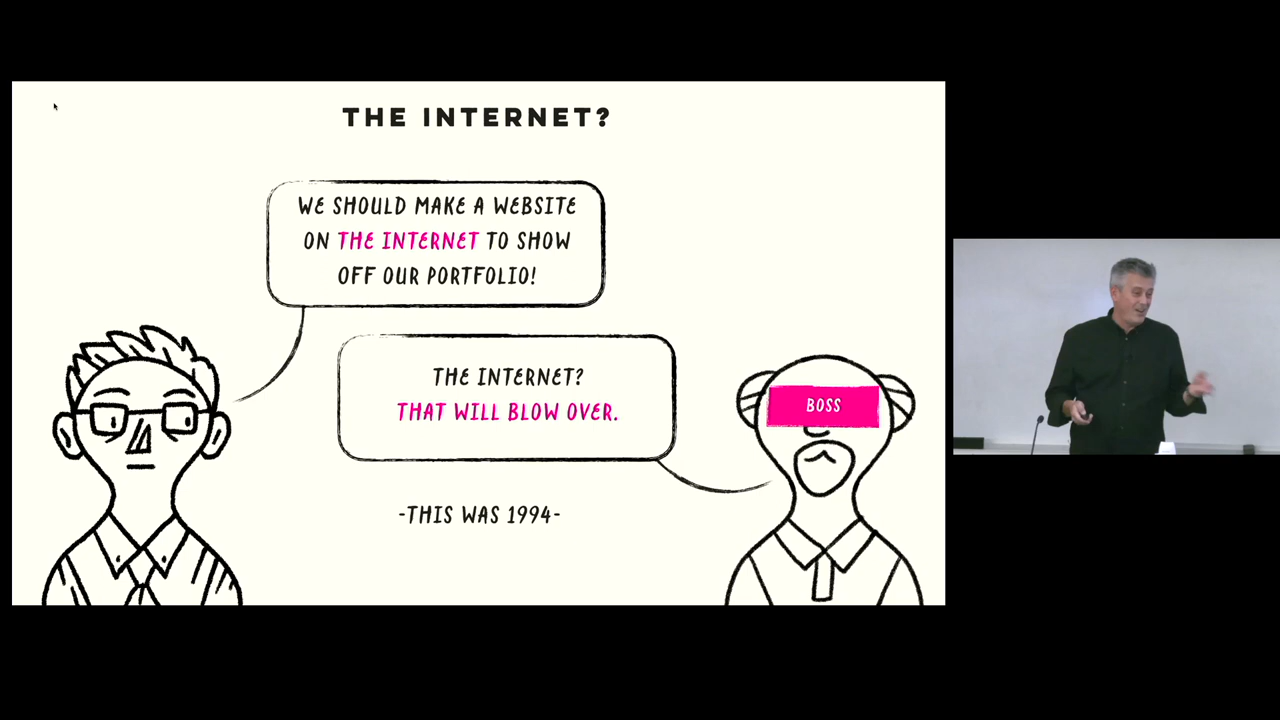 THE INTERNET?
WE SHOULD MAKE A WEBSITE
ON THE INTERNET TO SHOW
OFF OUR PORTFOLIO!
THE INTERNET?
THAT WILL BLOW OVER.
BOSS
-THIS WAS 1994-